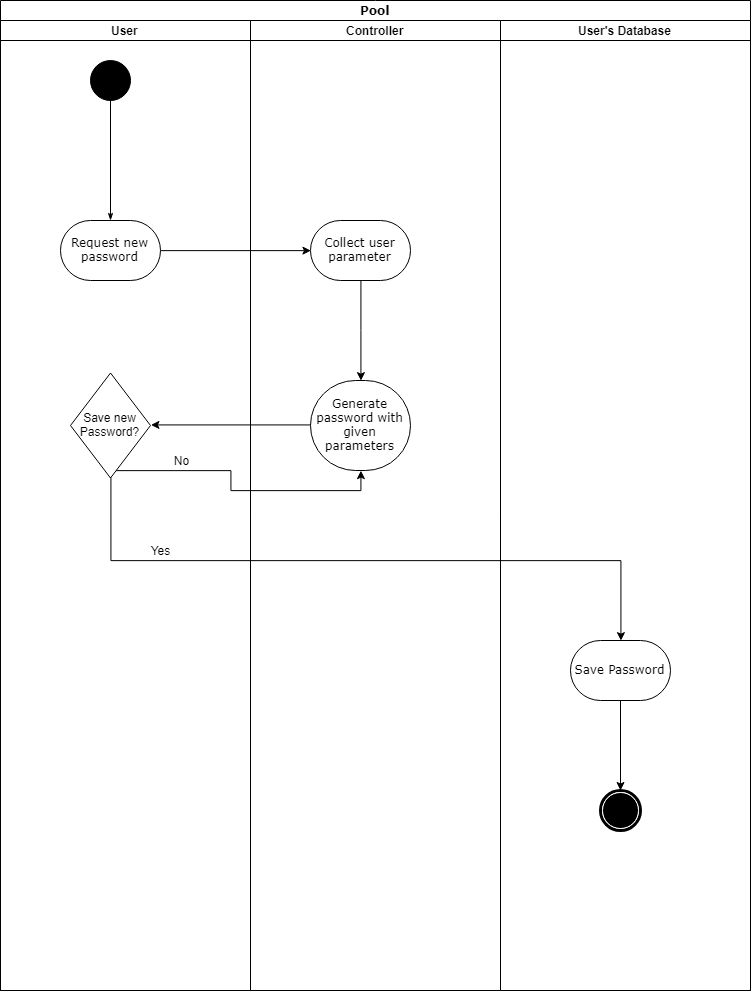 Pool
User
Controller
User's Database
Request new
password
Collect user
parameter
Save new
Password?
Generate
password with
given
parameters
No
Yes
Save Password